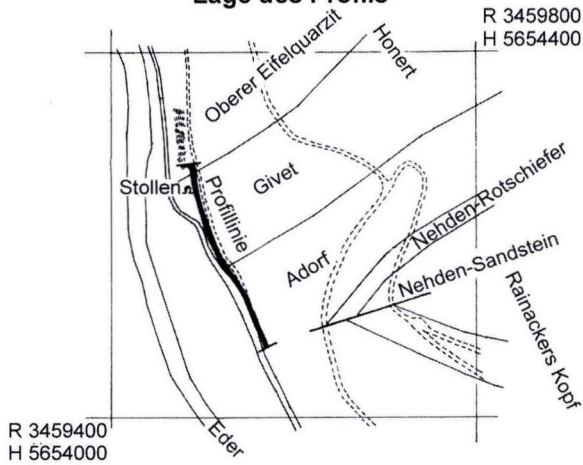 Lage des Profils
R 3459800
H 5654400
Oberer Eifelquarzit
Honert
Stollen
Profillinie
Givet
Adorf
Nehden-Rotschiefer
Nehden-Sandstein
Rainackers Kopf
R 3459400
H 5654000
Eder